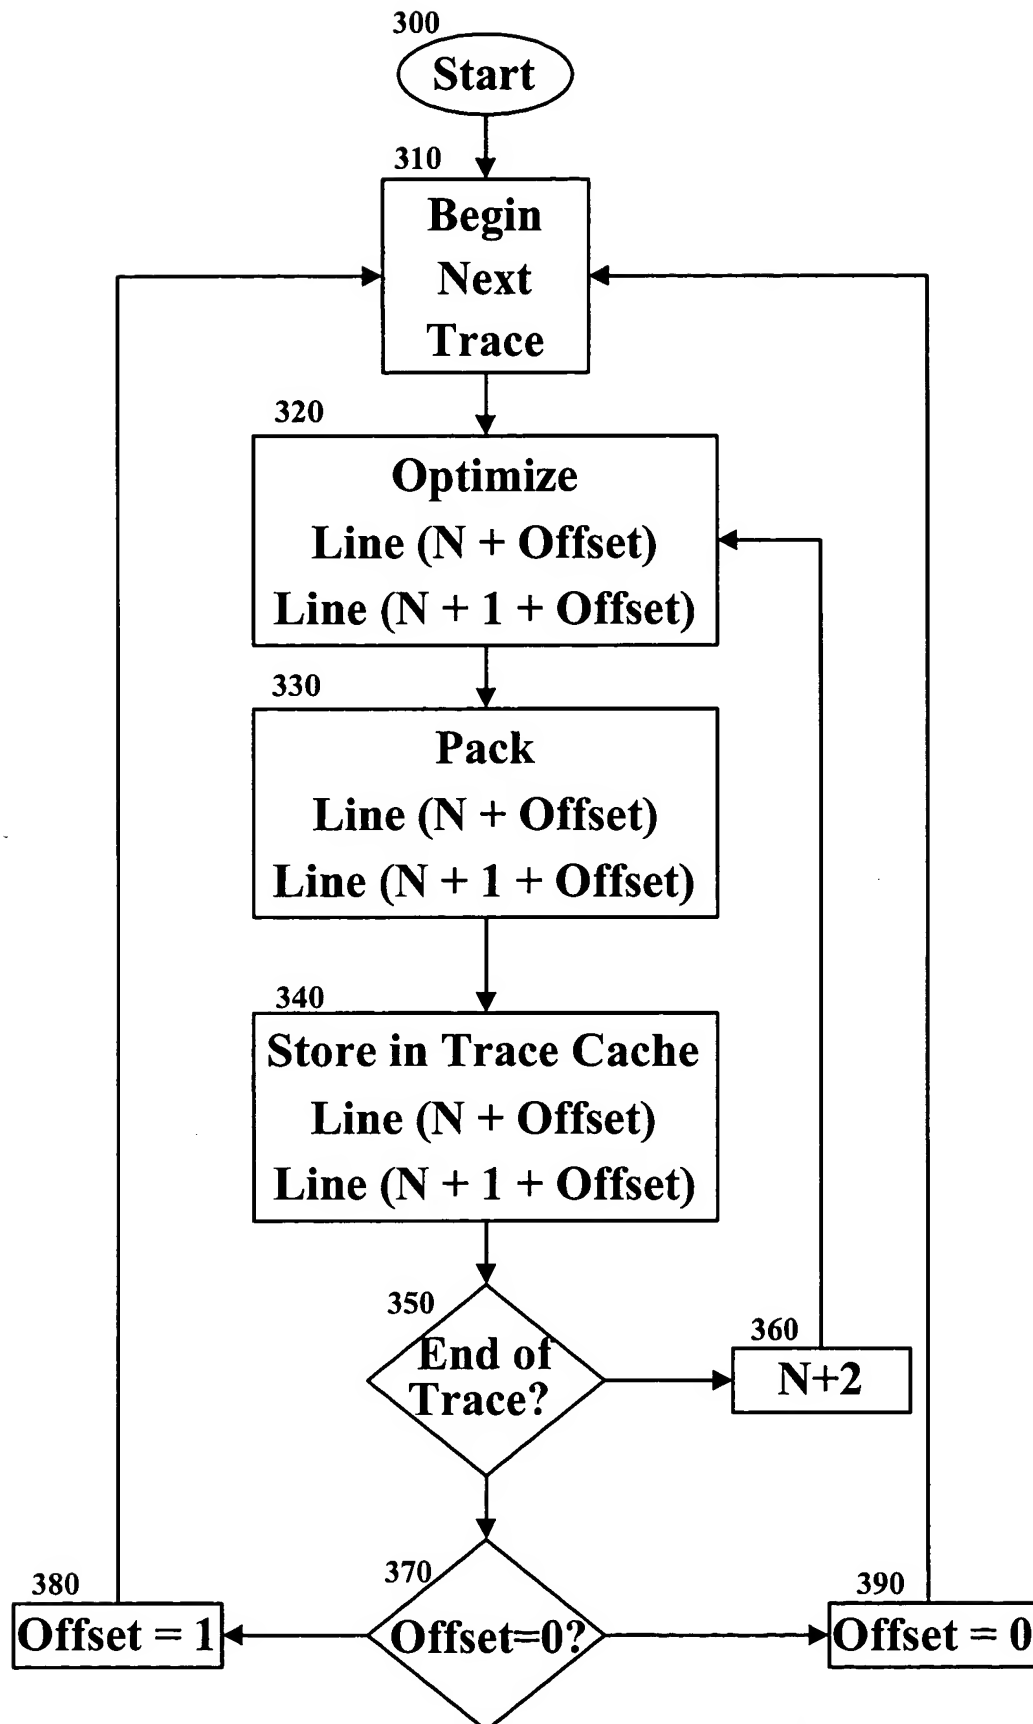 300
Start
310
Begin
Next
Trace
320
Optimize
Line (N + Offset)
Line (N + 1 + Offset)
330
Pack
Line (N + Offset)
Line (N + 1 + Offset)
340
Store in Trace Cache
Line (N + Offset)
Line (N + 1 + Offset)
350
End of
Trace?
360
N+2
370
Offset=0?
380
Offset = 1
390
Offset = 0